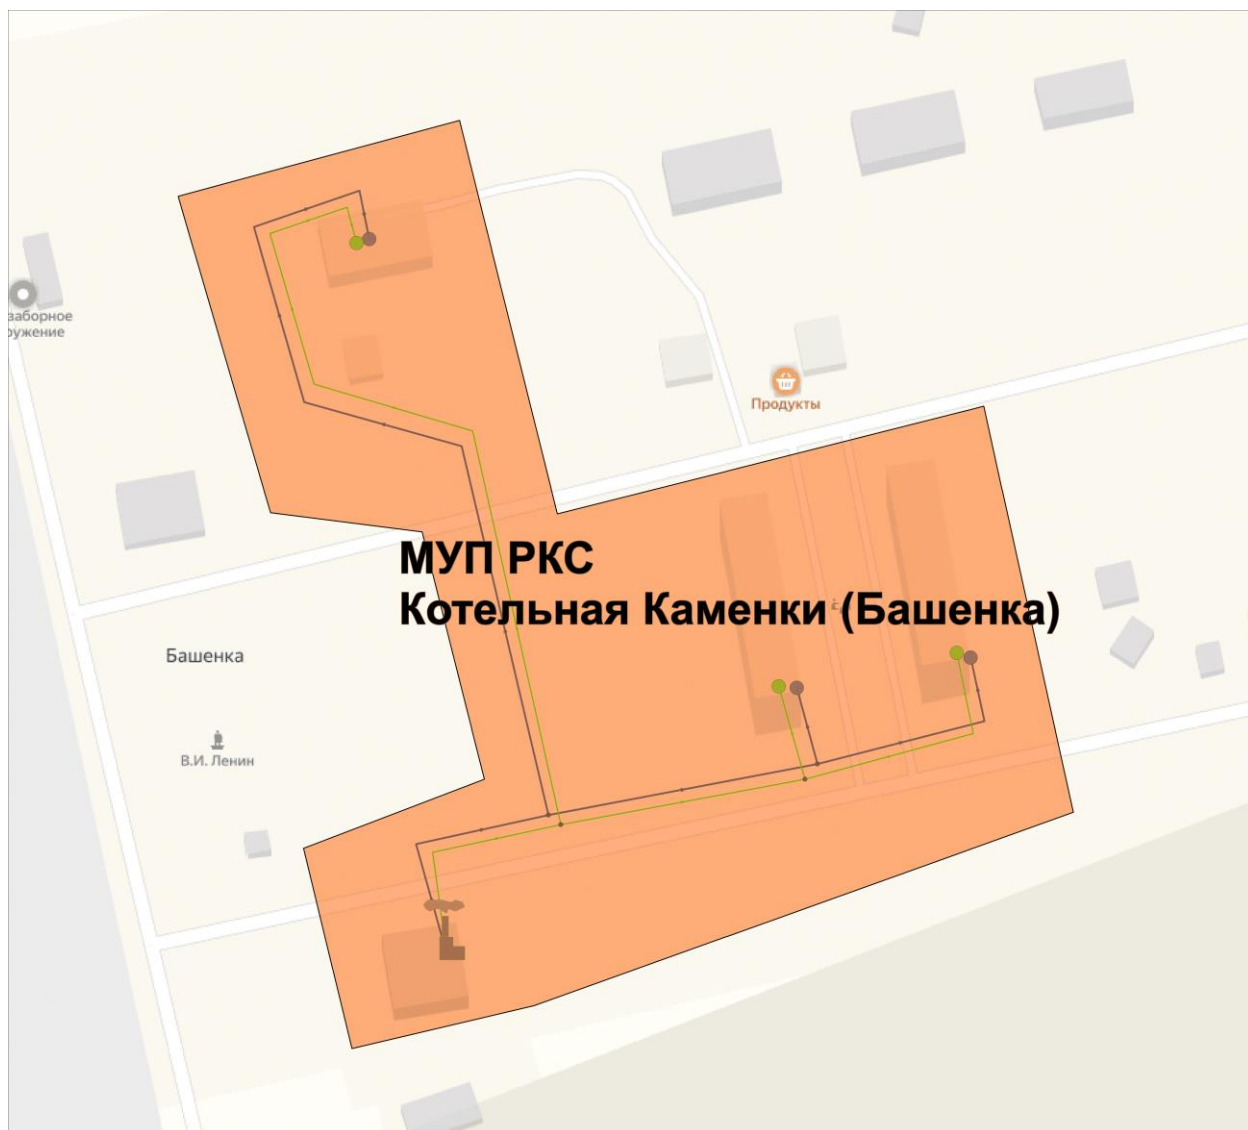 заборное
ружение
Продукты
МУП РКС
Котельная Каменки (Башенка)
Башенка
В.И. Ленин